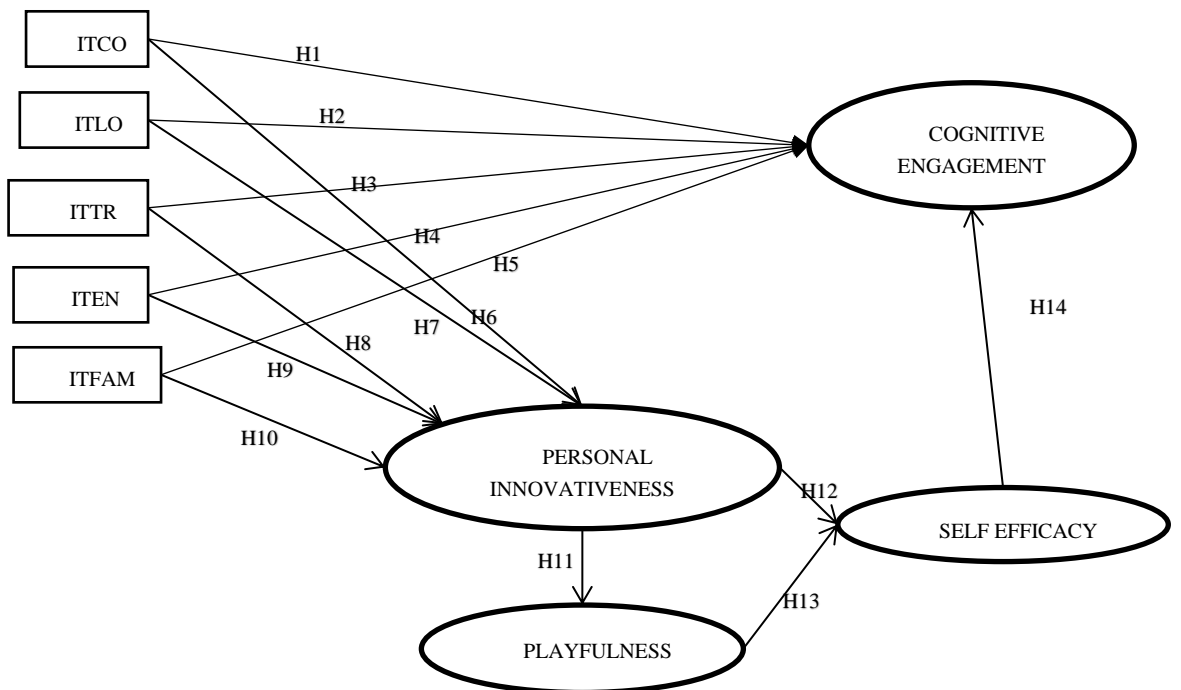 ITCO
H1
ITLO
H2
COGNITIVE
ENGAGEMENT
H3
ITTR
H4
H5
ITEN
H14
H6
H7
H8
H9
ITFAM
H10
PERSONAL
INNOVATIVENESS
H12
SELF EFFICACY
H11
H13
PLAYFULNESS